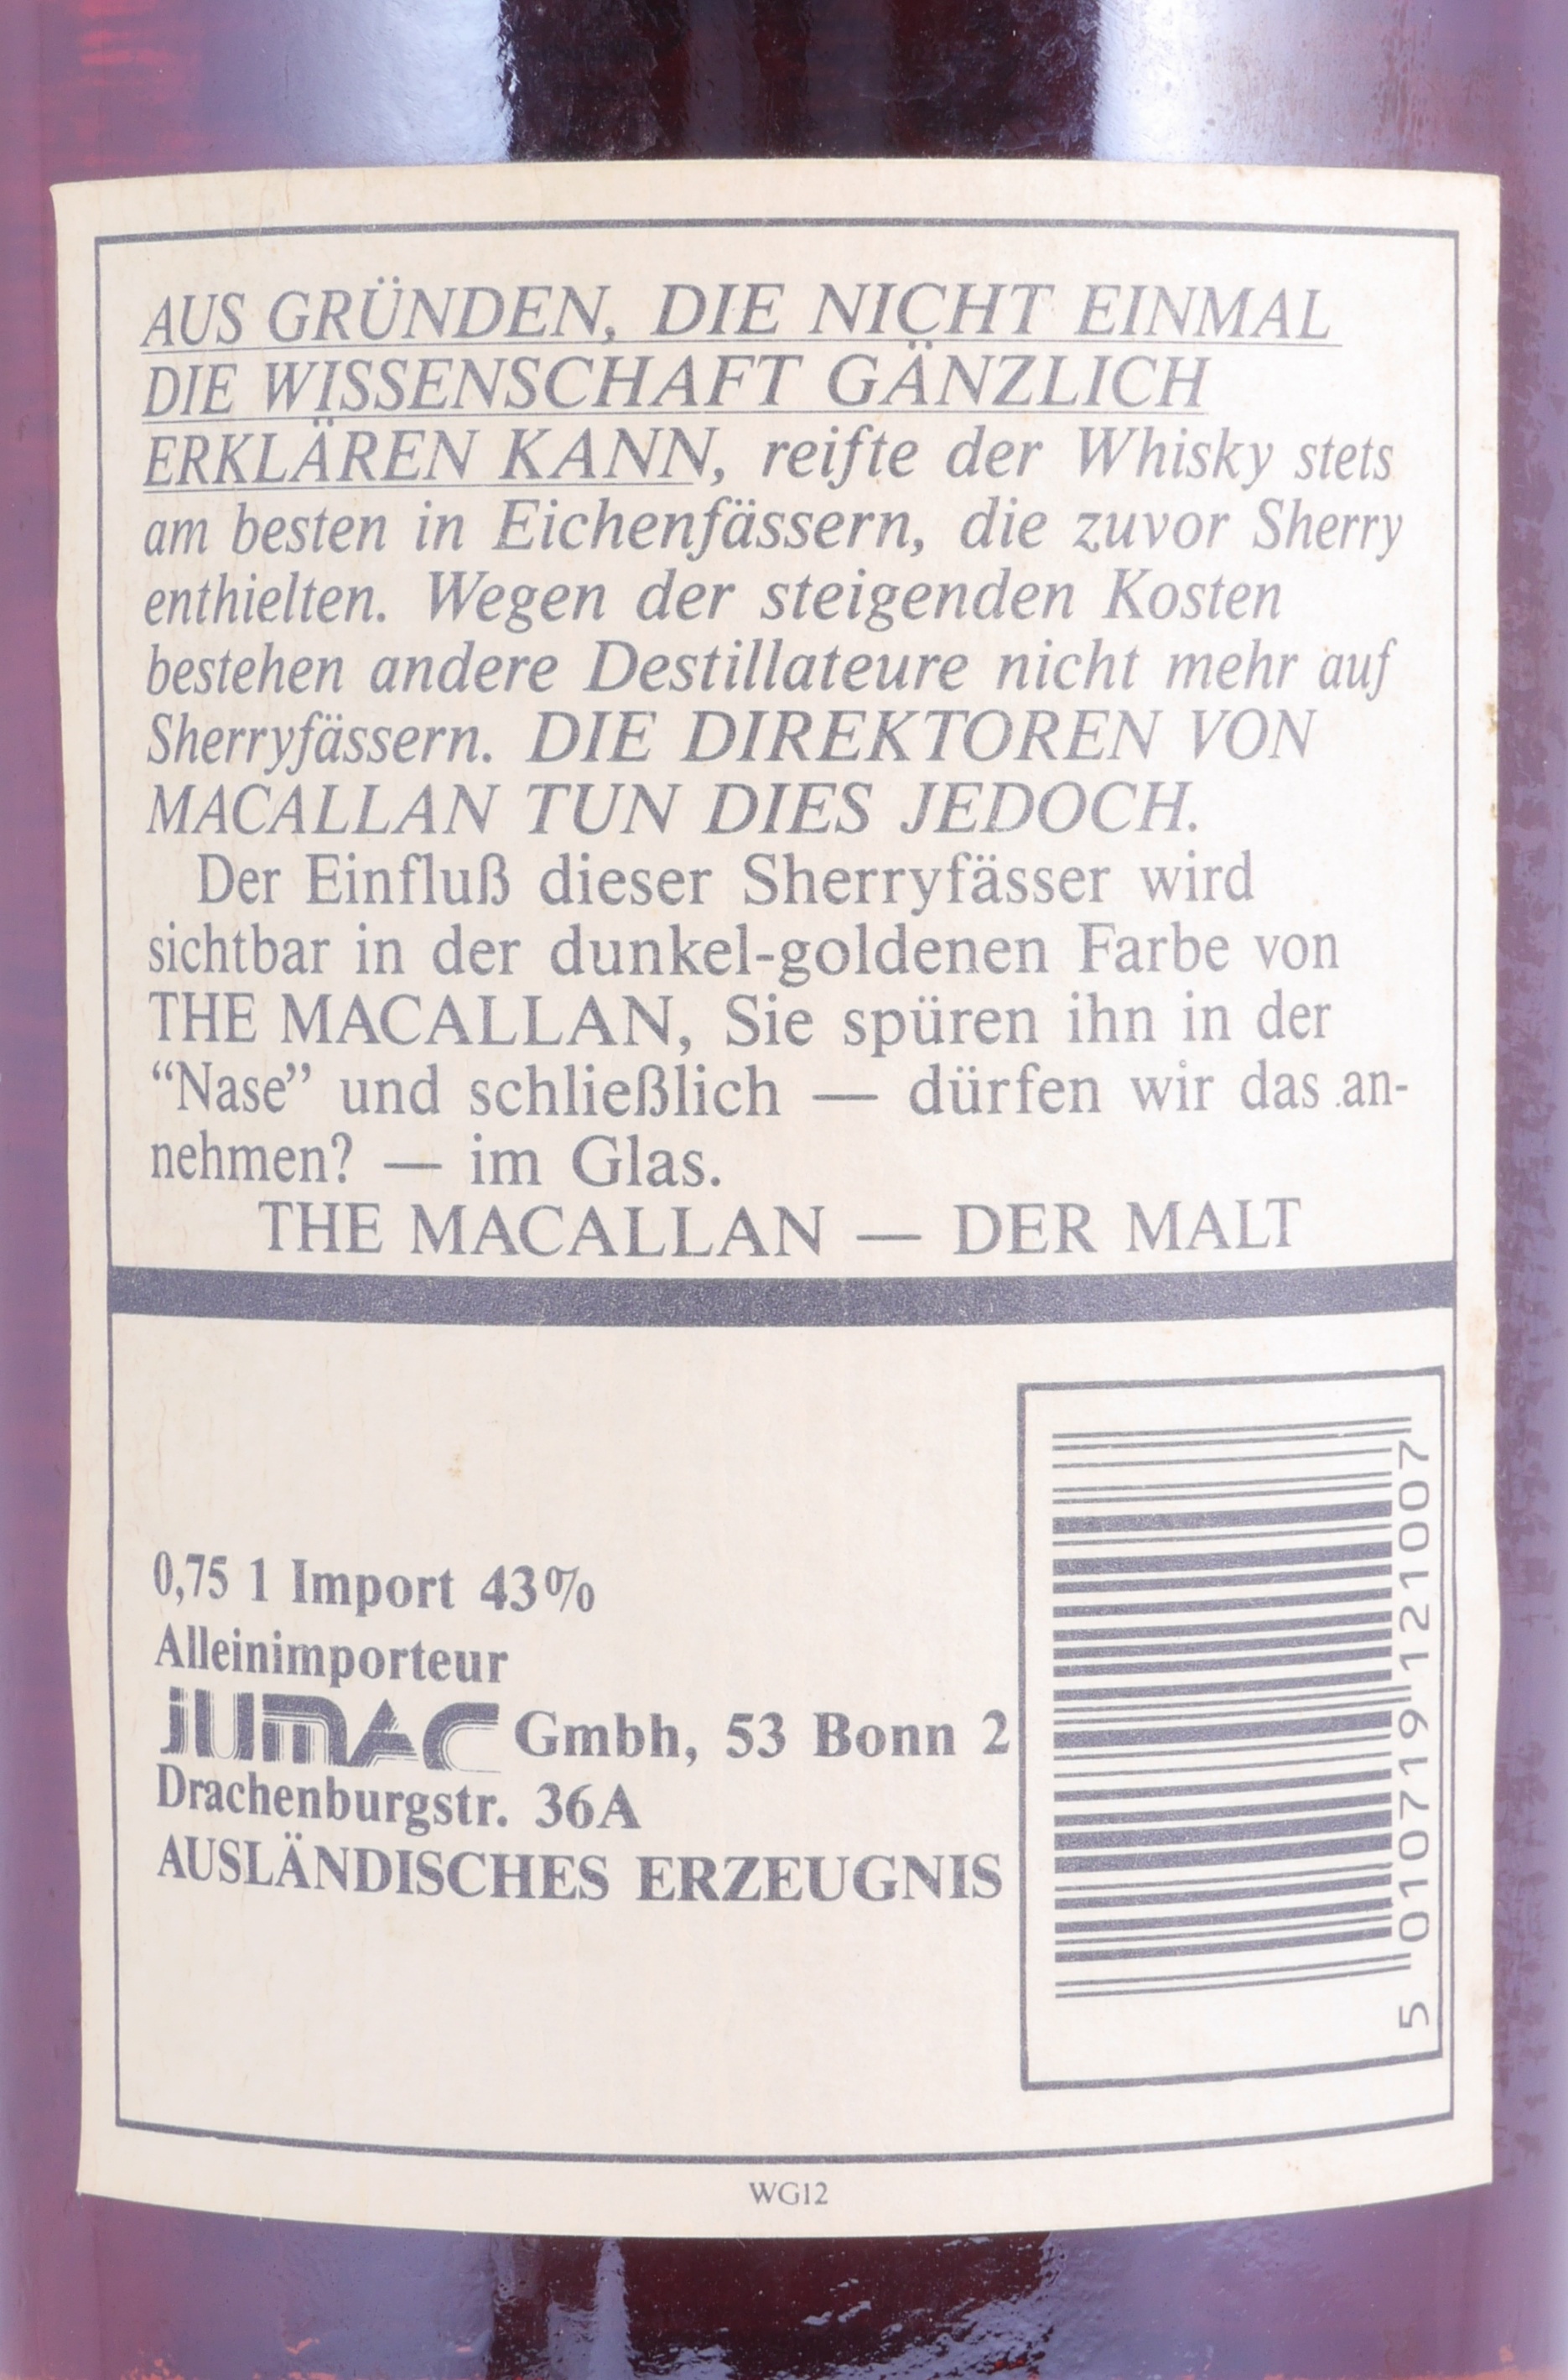 AUS GRÜNDEN, DIE NICHT EINMAL
DIE WISSENSCHAFT GÄNZLICH
ERKLÄREN KANN, reifte der Whisky stets
am besten in Eichenfässern, die zuvor Sherry
enthielten. Wegen der steigenden Kosten
bestehen andere Destillateure nicht mehr auf
Sherryfässern. DIE DIREKTOREN VON
MACALLAN TUN DIES JEDOCH.
Der Einfluß dieser Sherryfässer wird
sichtbar in der dunkel-goldenen Farbe von
THE MACALLAN, Sie spüren ihn in der
“Nase” und schließlich — dürfen wir das an-
nehmen? — im Glas.
THE MACALLAN — DER MALT
0,75 1 Import 43%
Alleinimporteur
jUMAC Gmbh, 53 Bonn 2
Drachenburgstr. 36A
AUSLÄNDISCHES ERZEUGNIS
5 010719 121007
WG12